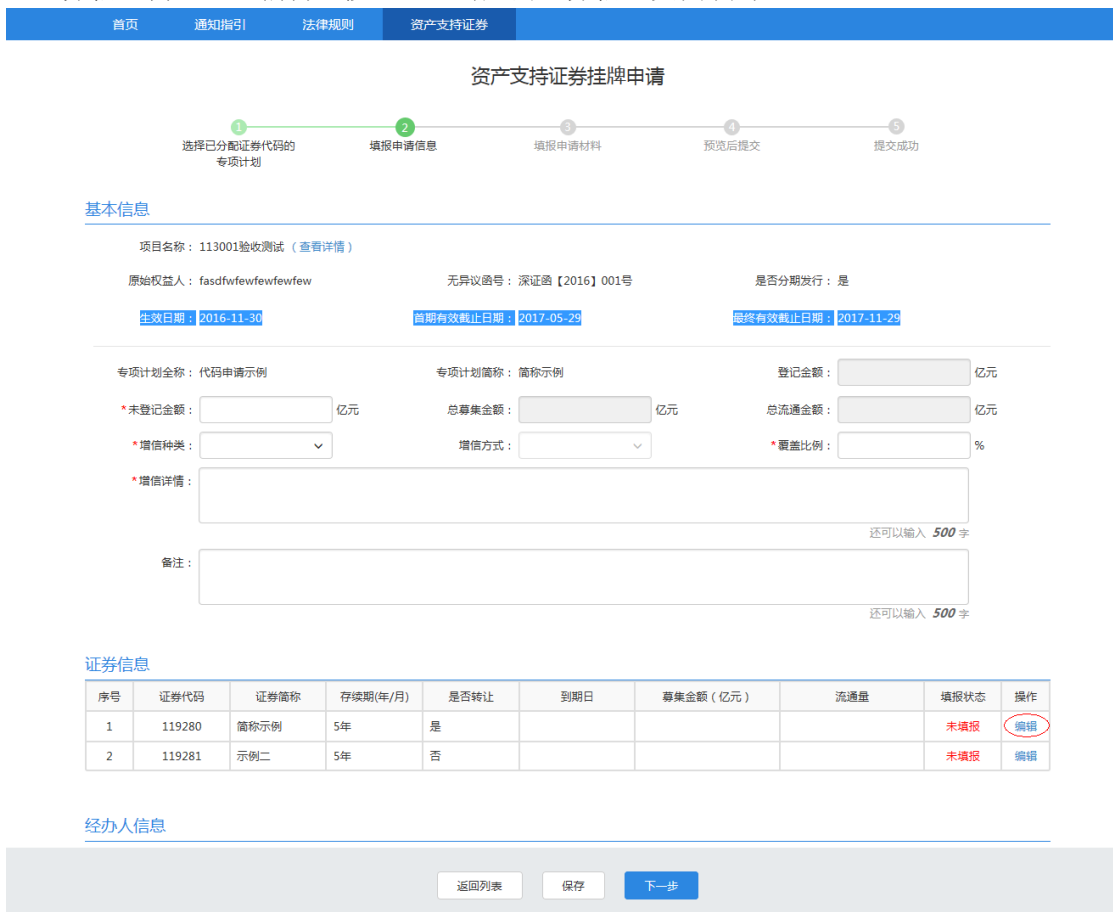 首页 通知指引 法律规则 资产支持证券
资产支持证券挂牌申请
1 2 3 4 5
选择已分配证券代码的 填报申请信息 填报申请材料 预览后提交 提交成功
专项计划
基本信息
项目名称： 113001验收测试 （查看详情）
原始权益人： fasdfwfewfewfewfew 无异议函号： 深证函【2016】001号 是否分期发行： 是
生效日期： 2016-11-30 首期有效截止日期： 2017-05-29 最终有效截止日期： 2017-11-29
专项计划全称： 代码申请示例 专项计划简称： 简称示例 登记金额： 亿元
*未登记金额： 亿元 总募集金额： 亿元 总流通金额： 亿元
*增信种类： 增信方式： *覆盖比例： %
*增信详情：
还可以输入 500 字
备注：
还可以输入 500 字
证券信息
序号 证券代码 证券简称 存续期(年/月) 是否转让 到期日 募集金额（亿元） 流通量 填报状态 操作
1 119280 简称示例 5年 是 未填报 编辑
2 119281 示例二 5年 否 未填报 编辑
经办人信息
返回列表 保存 下一步